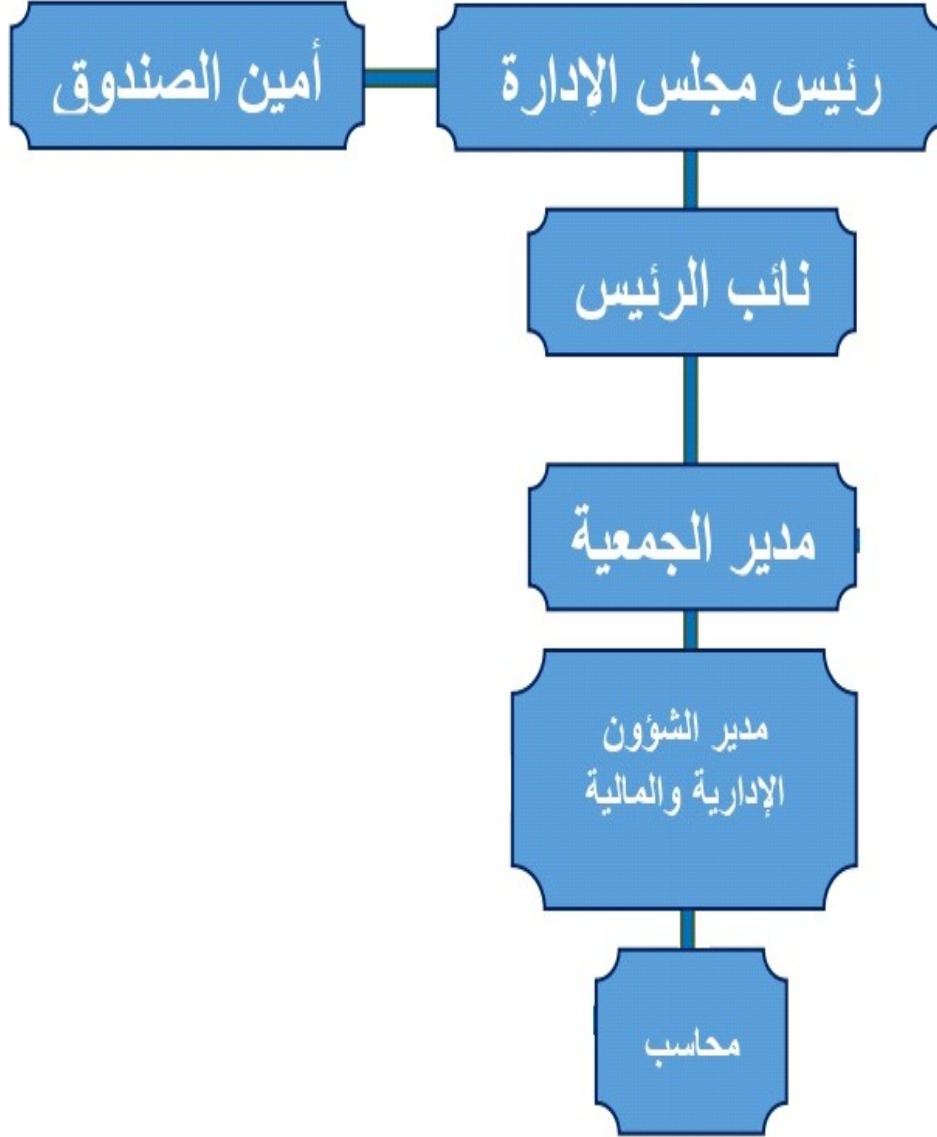 رئيس مجلس الإدارة
أمين الصندوق
نائب الرئيس
مدير الجمعية
مدير الشؤون
الإدارية والمالية
محاسب